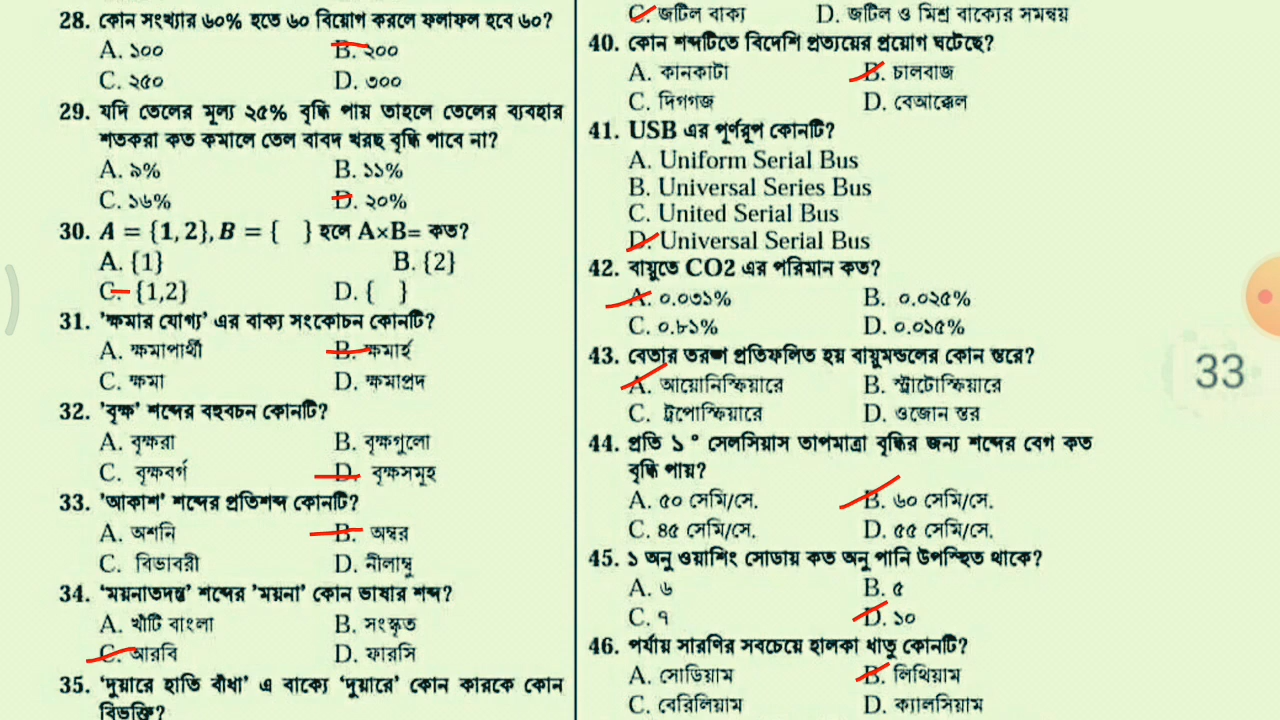 28. কোন সংখ্যার ৬০% হতে ৬০ বিয়োগ করলে ফলাফল হবে ৬০?
A. ১০০ B. ২০০
C. ২৫০ D. ৩০০
29. যদি তেলের মূল্য ২৫% বৃদ্ধি পায় তাহলে তেলের ব্যবহার
শতকরা কত কমালে তেল বাবদ খরছ বৃদ্ধি পাবে না?
A. ৯% B. ১১%
C. ১৬% D. ২০%
30. A = {1, 2}, B = { } হলে A×B= কত?
A. {1} B. {2}
C. {1,2} D. { }
31. 'ক্ষমার যোগ্য' এর বাক্য সংকোচন কোনটি?
A. ক্ষমাপার্থী B. ক্ষমার্হ
C. ক্ষমা D. ক্ষমাপ্রদ
32. 'বৃক্ষ' শব্দের বহুবচন কোনটি?
A. বৃক্ষরা B. বৃক্ষগুলো
C. বৃক্ষবর্গ D. বৃক্ষসমূহ
33. 'আকাশ' শব্দের প্রতিশব্দ কোনটি?
A. অশনি B. অম্বর
C. বিভাবরী D. নীলাম্বু
34. ‘ময়নাতদন্ত’ শব্দের ’ময়না’ কোন ভাষার শব্দ?
A. খাঁটি বাংলা B. সংস্কৃত
C. আরবি D. ফারসি
35. ‘দুয়ারে হাতি বাঁধা’ এ বাক্যে ‘দুয়ারে’ কোন কারকে কোন
বিভক্তি?
C. জটিল বাক্য D. জটিল ও মিশ্র বাক্যের সমন্বয়
40. কোন শব্দটিতে বিদেশি প্রত্যয়ের প্রয়োগ ঘটেছে?
A. কানকাটা B. চালবাজ
C. দিগগজ D. বেআক্কেল
41. USB এর পূর্ণরূপ কোনটি?
A. Uniform Serial Bus
B. Universal Series Bus
C. United Serial Bus
D. Universal Serial Bus
42. বায়ুতে CO2 এর পরিমান কত?
A. ০.০৩১% B. ০.০২৫%
C. ০.৮১% D. ০.০১৫%
43. বেতার তরঙ্গ প্রতিফলিত হয় বায়ুমন্ডলের কোন স্তরে?
A. আয়োনিস্ফিয়ারে B. স্ট্রাটোস্ফিয়ারে
C. ট্রপোস্ফিয়ারে D. ওজোন স্তর
44. প্রতি ১ ° সেলসিয়াস তাপমাত্রা বৃদ্ধির জন্য শব্দের বেগ কত
বৃদ্ধি পায়?
A. ৫০ সেমি/সে. B. ৬০ সেমি/সে.
C. ৪৫ সেমি/সে. D. ৫৫ সেমি/সে.
45. ১ অনু ওয়াশিং সোডায় কত অনু পানি উপস্হিত থাকে?
A. ৬ B. ৫
C. ৭ D. ১০
46. পর্যায় সারণির সবচেয়ে হালকা ধাতু কোনটি?
A. সোডিয়াম B. লিথিয়াম
C. বেরিলিয়াম D. ক্যালসিয়াম
33